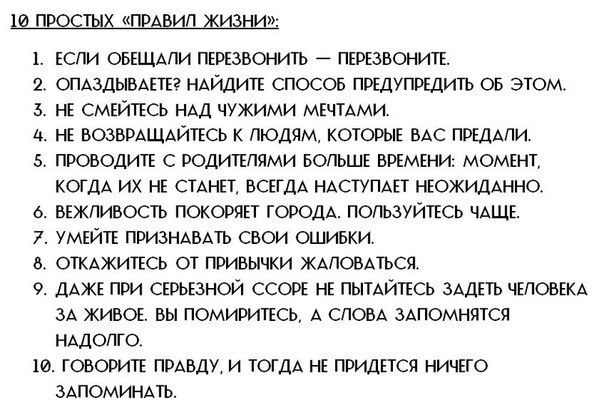 10 ПРОСТЫХ «ПРАВИЛ ЖИЗНИ»:
1. ЕСЛИ ОБЕЩАЛИ ПЕРЕЗВОНИТЬ — ПЕРЕЗВОНИТЕ.
2. ОПАЗДЫВАЕТЕ? НАЙДИТЕ СПОСОБ ПРЕДУПРЕДИТЬ ОБ ЭТОМ.
3. НЕ СМЕЙТЕСЬ НАД ЧУЖИМИ МЕЧТАМИ.
4. НЕ ВОЗВРАЩАЙТЕСЬ К ЛЮДЯМ, КОТОРЫЕ ВАС ПРЕДАЛИ.
5. ПРОВОДИТЕ С РОДИТЕЛЯМИ БОЛЬШЕ ВРЕМЕНИ: МОМЕНТ,
КОГДА ИХ НЕ СТАНЕТ, ВСЕГДА НАСТУПАЕТ НЕОЖИДАННО.
6. ВЕЖЛИВОСТЬ ПОКОРЯЕТ ГОРОДА. ПОЛЬЗУЙТЕСЬ ЧАЩЕ.
7. УМЕЙТЕ ПРИЗНАВАТЬ СВОИ ОШИБКИ.
8. ОТКАЖИТЕСЬ ОТ ПРИВЫЧКИ ЖАЛОВАТЬСЯ.
9. ДАЖЕ ПРИ СЕРЬЕЗНОЙ ССОРЕ НЕ ПЫТАЙТЕСЬ ЗАДЕТЬ ЧЕЛОВЕКА
ЗА ЖИВОЕ. ВЫ ПОМИРИТЕСЬ, А СЛОВА ЗАПОМНЯТСЯ
НАДОЛГО.
10. ГОВОРИТЕ ПРАВДУ, И ТОГДА НЕ ПРИДЕТСЯ НИЧЕГО
ЗАПОМИНАТЬ.